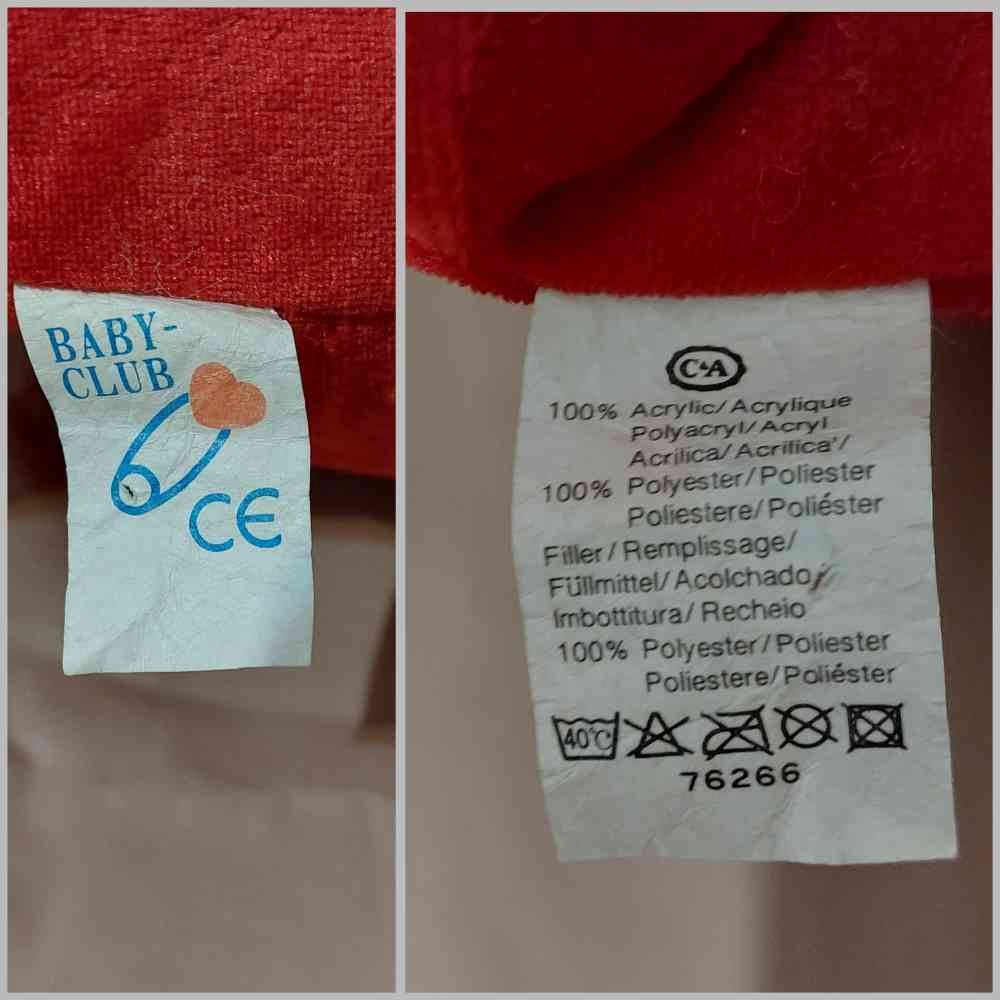 BABY-
CLUB
CE
C&A
100% Acrylic/Acrylique
Polyacryl/Acryl
Acrilica/Acrilica'/
100% Polyester/Poliester
Poliestere/Poliéster
Filler/Remplissage/
Füllmittel/Acolchado/
Imbottitura/Recheio
100% Polyester/Poliester
Poliestere/Poliéster
40°C
76266